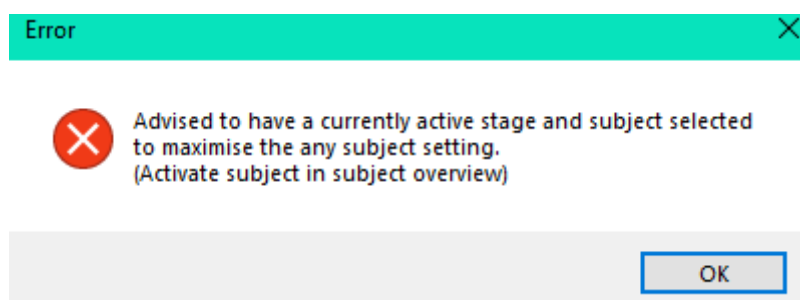 Error
Advised to have a currently active stage and subject selected
to maximise the any subject setting.
(Activate subject in subject overview)
OK